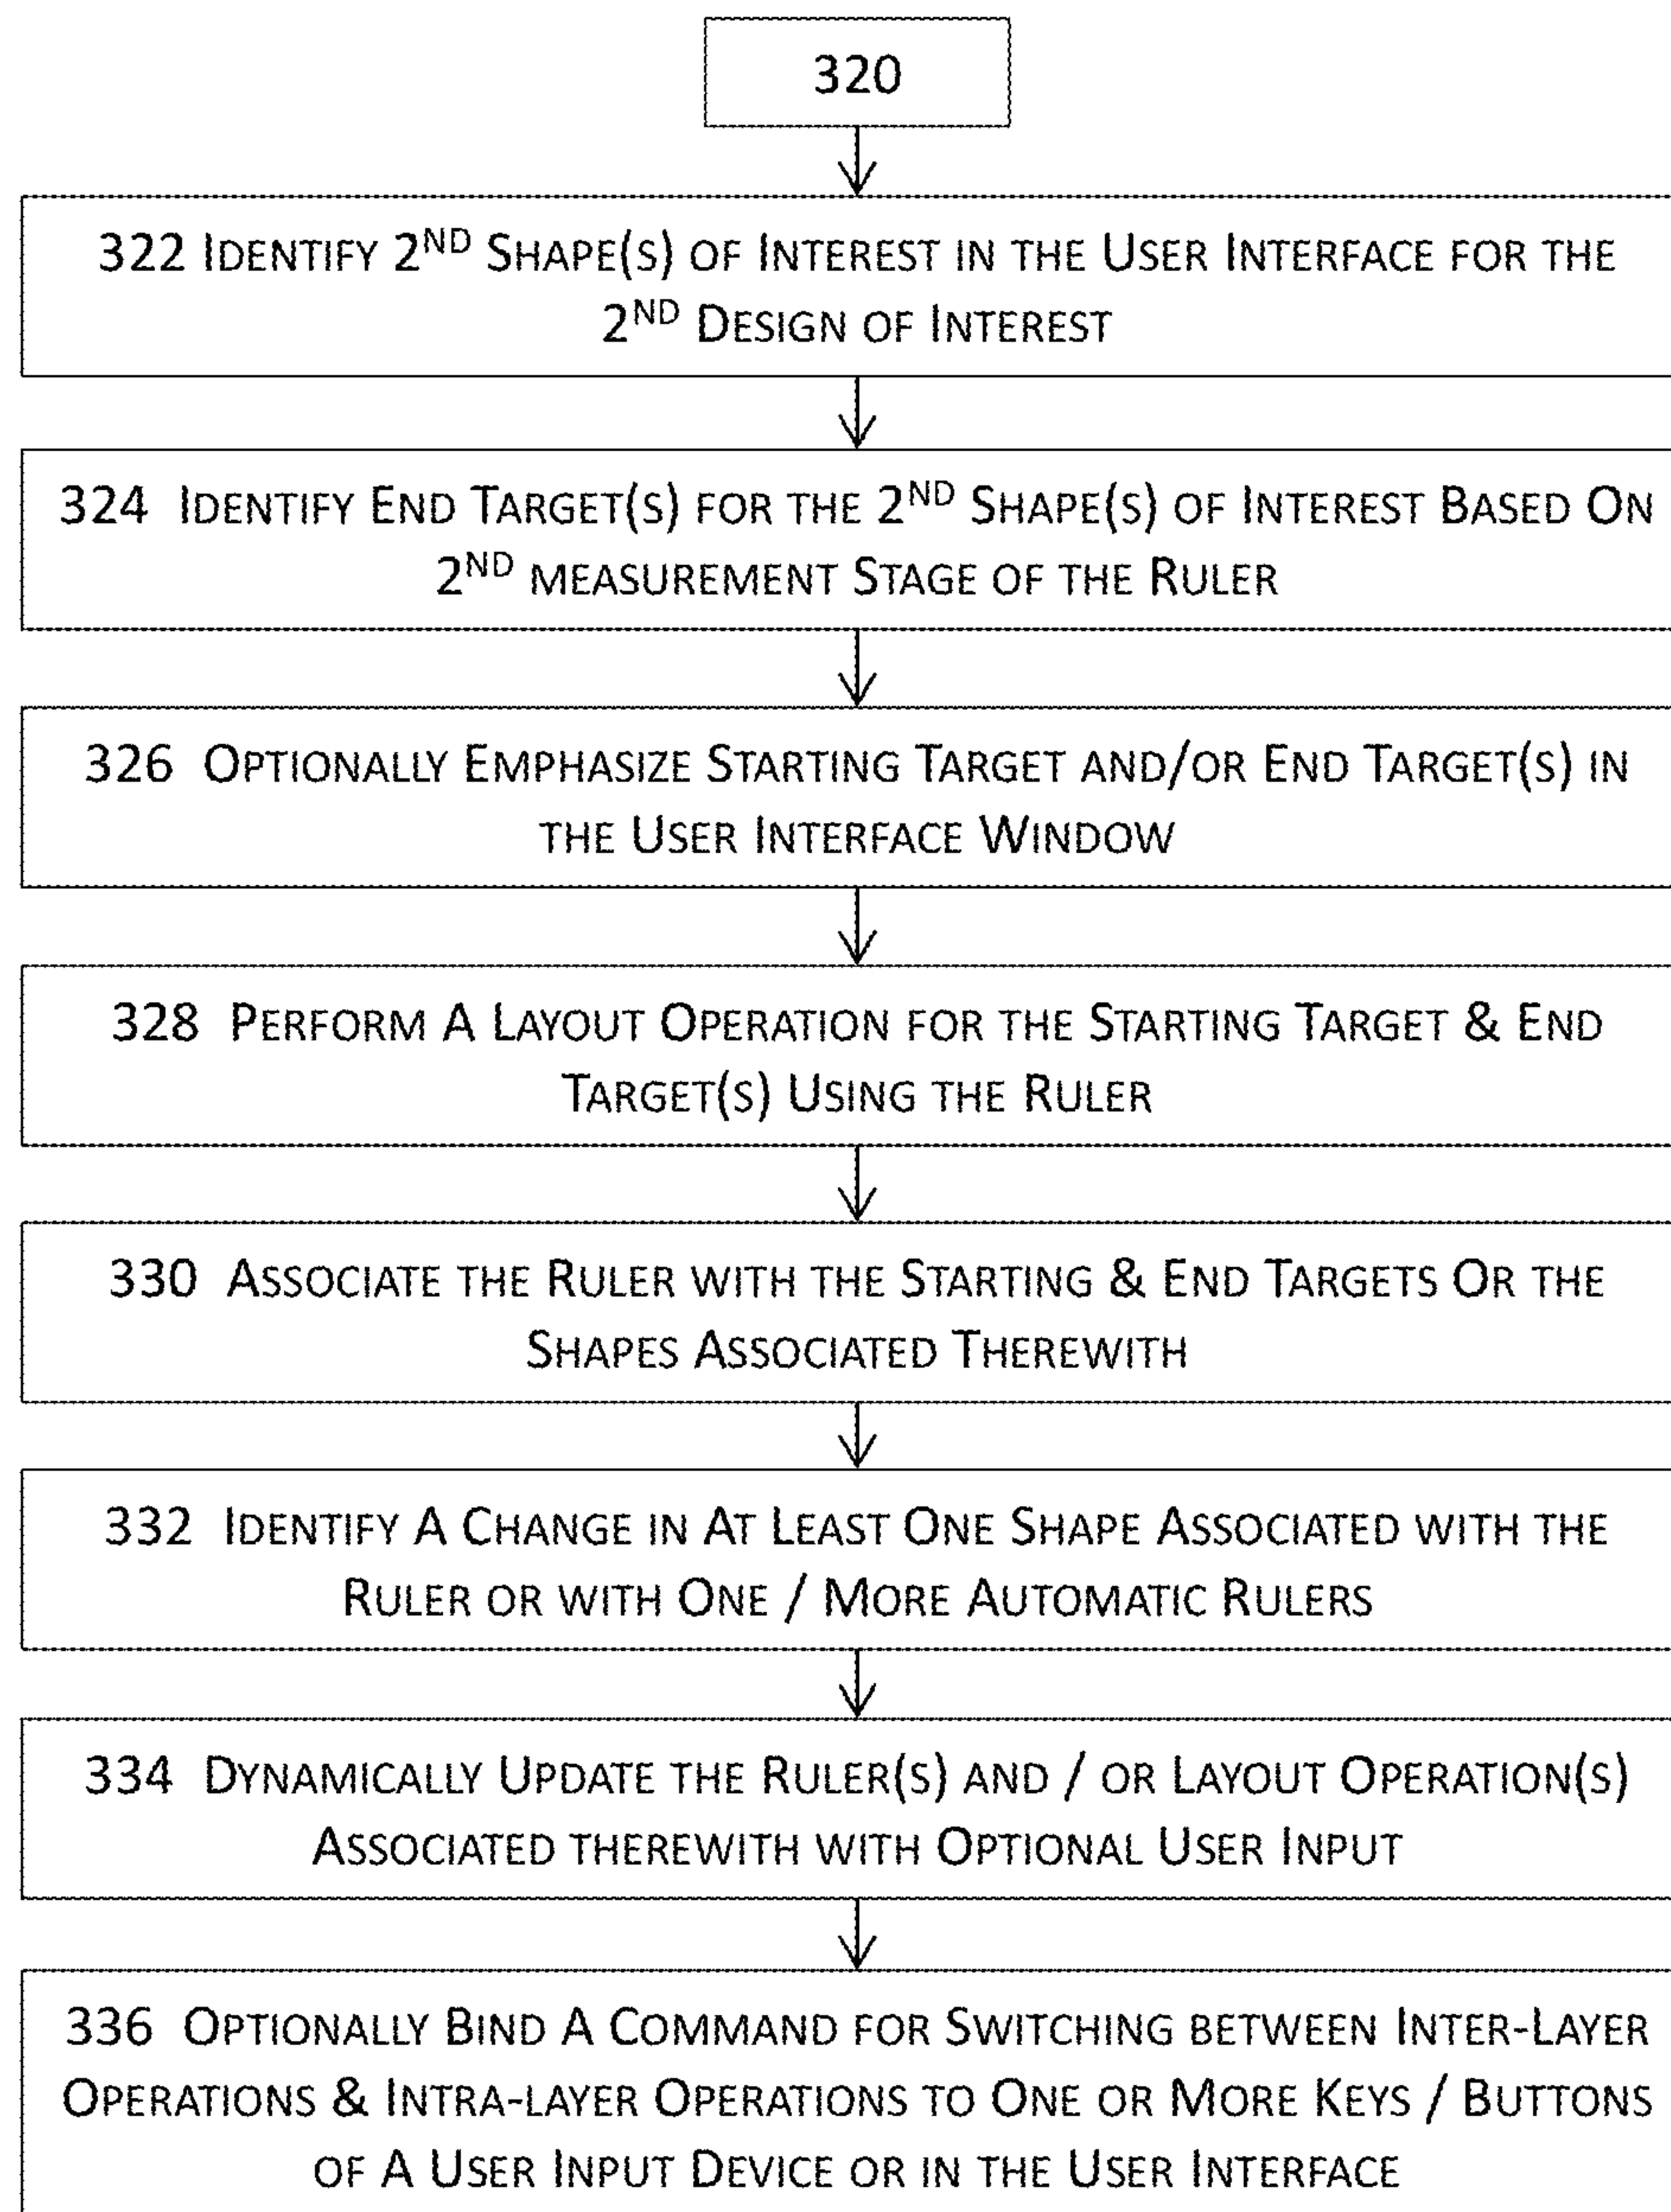 320
322 IDENTIFY 2ND SHAPE(S) OF INTEREST IN THE USER INTERFACE FOR THE
2ND DESIGN OF INTEREST
324 IDENTIFY END TARGET(S) FOR THE 2ND SHAPE(S) OF INTEREST BASED ON
2ND MEASUREMENT STAGE OF THE RULER
326 OPTIONALLY EMPHASIZE STARTING TARGET AND/OR END TARGET(S) IN
THE USER INTERFACE WINDOW
328 PERFORM A LAYOUT OPERATION FOR THE STARTING TARGET & END
TARGET(S) USING THE RULER
330 ASSOCIATE THE RULER WITH THE STARTING & END TARGETS OR THE
SHAPES ASSOCIATED THEREWITH
332 IDENTIFY A CHANGE IN AT LEAST ONE SHAPE ASSOCIATED WITH THE
RULER OR WITH ONE / MORE AUTOMATIC RULERS
334 DYNAMICALLY UPDATE THE RULER(S) AND / OR LAYOUT OPERATION(S)
ASSOCIATED THEREWITH WITH OPTIONAL USER INPUT
336 OPTIONALLY BIND A COMMAND FOR SWITCHING BETWEEN INTER-LAYER
OPERATIONS & INTRA-LAYER OPERATIONS TO ONE OR MORE KEYS / BUTTONS
OF A USER INPUT DEVICE OR IN THE USER INTERFACE